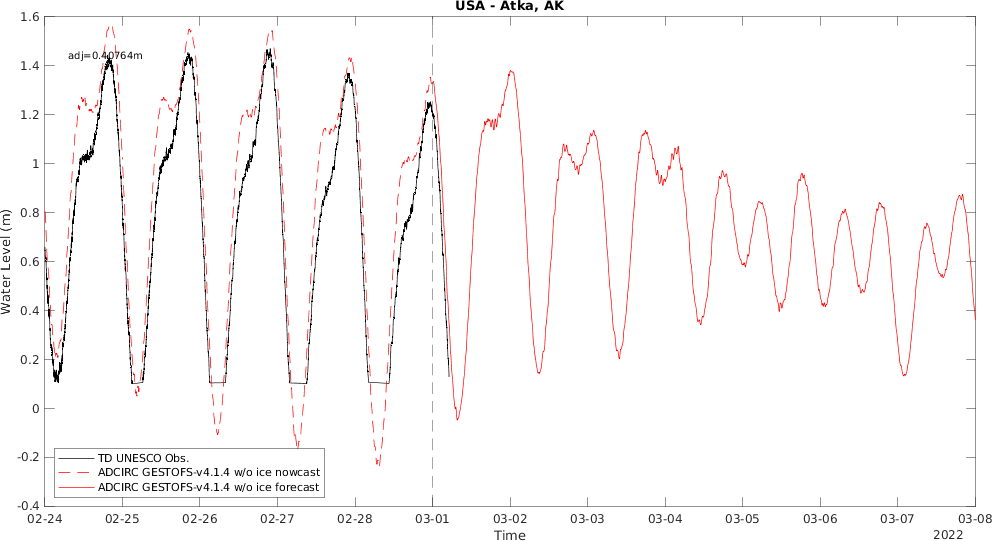 USA - Atka, AK
1.6
1.4
1.2
1
0.8
0.6
0.4
0.2
0
-0.2
-0.4
Water Level (m)
adj=0.40764m
TD UNESCO Obs.
ADCIRC GESTOFS-v4.1.4 w/o ice nowcast
ADCIRC GESTOFS-v4.1.4 w/o ice forecast
02-24 02-25 02-26 02-27 02-28 03-01 03-02 03-03 03-04 03-05 03-06 03-07 03-08
Time
2022